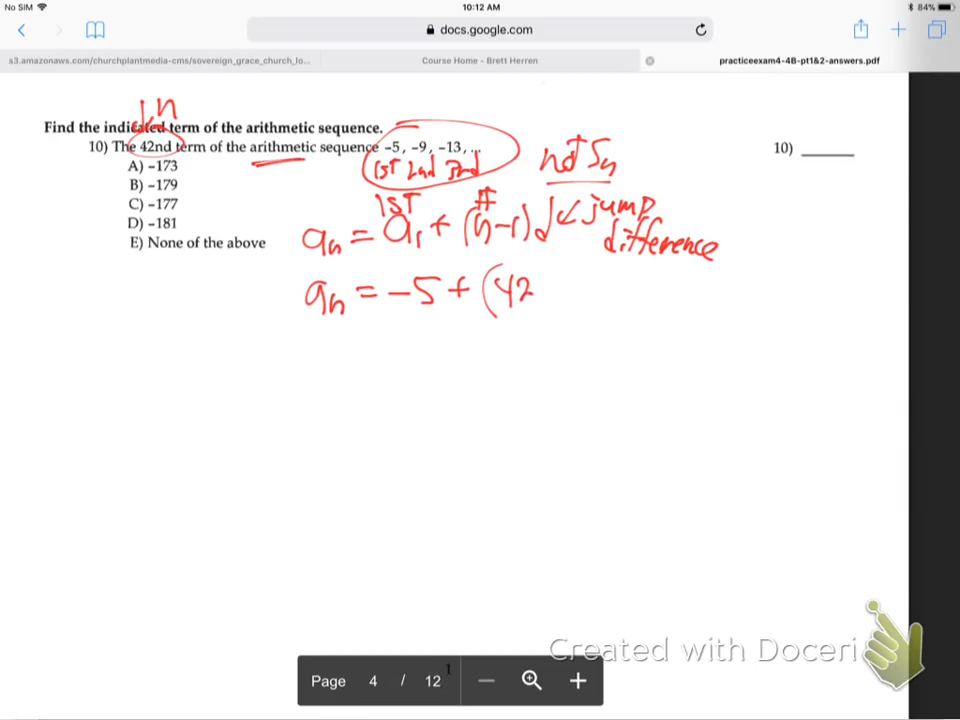 No SIM 10:12 AM 84%
docs.google.com
s3.amazonaws.com/churchplantmedia-cms/sovereign_grace_church_lo... Course Home - Brett Herren practiceexam4-4B-pt1&2-answers.pdf
n
Find the indicated term of the arithmetic sequence.
10) The 42nd term of the arithmetic sequence -5, -9, -13, ... 10)
A) -173 1ST 2nd 3rd not Sn
B) -179
C) -177 1ST # jump
D) -181 an = a1 + (n-1)d difference
E) None of the above
an = -5 + (42
Created with Doceri
1
Page 4 / 12